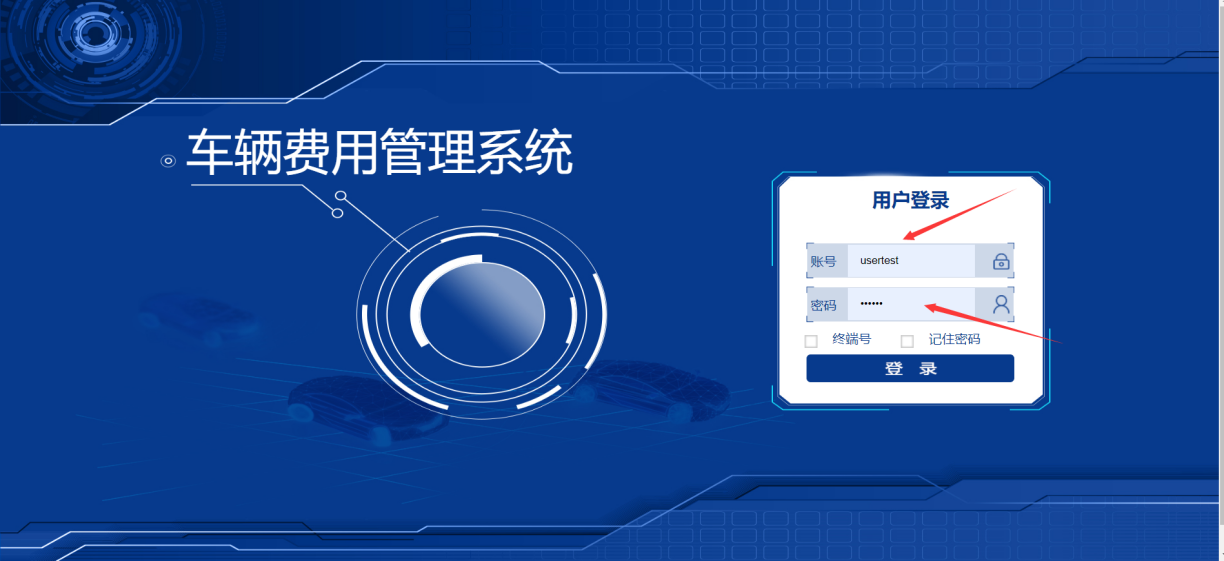 车辆费用管理系统
用户登录
账号 usertest
密码 ••••••
终端号 记住密码
登 录